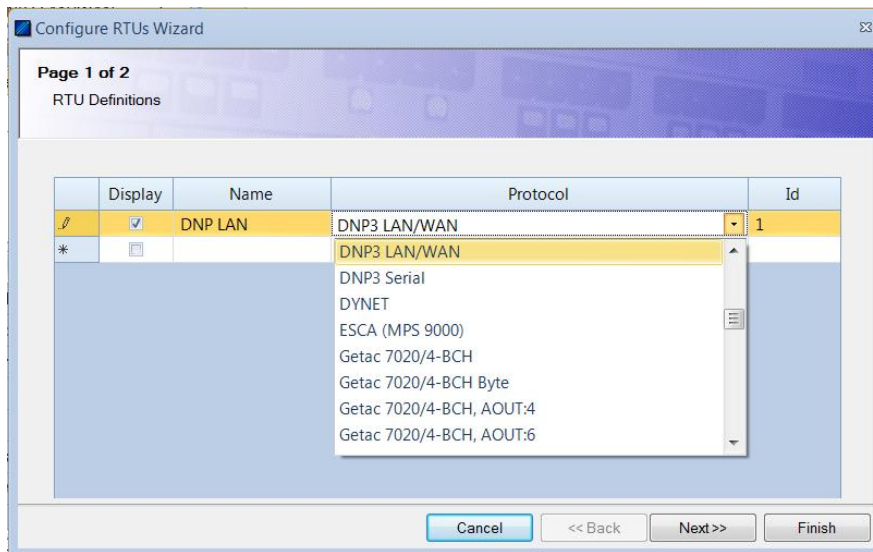 Configure RTUs Wizard
Page 1 of 2
RTU Definitions
Display Name Protocol Id
DNP LAN DNP3 LAN/WAN 1
*
DNP3 LAN/WAN
DNP3 Serial
DYNET
ESCA (MPS 9000)
Getac 7020/4-BCH
Getac 7020/4-BCH Byte
Getac 7020/4-BCH, AOUT:4
Getac 7020/4-BCH, AOUT:6
Cancel << Back Next >> Finish